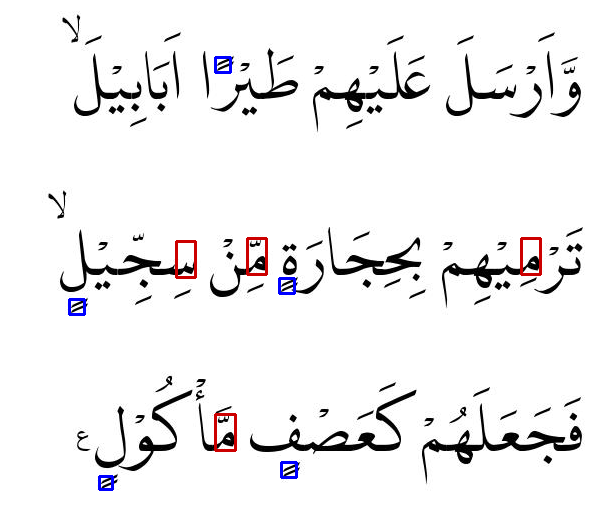 وَّاَرْسَلَ عَلَيْهِمْ طَيْرًا اَبَابِيْلَۙ
تَرْمِيْهِمْ بِحِجَارَةٍ مِّنْ سِجِّيْلٍۙ
فَجَعَلَهُمْ كَعَصْفٍ مَّأْكُوْلٍ ع